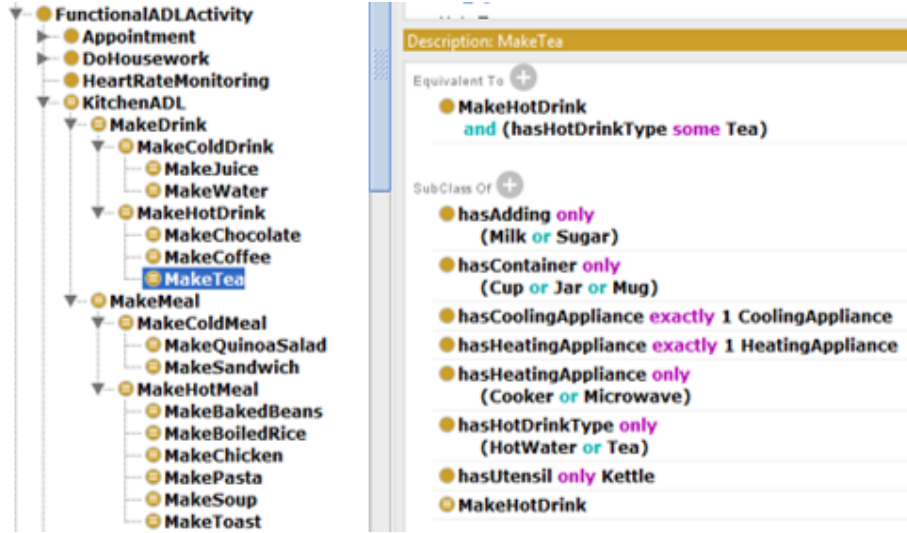 FunctionalADLActivity
Appointment
DoHousework
HeartRateMonitoring
KitchenADL
MakeDrink
MakeColdDrink
MakeJuice
MakeWater
MakeHotDrink
MakeChocolate
MakeCoffee
MakeTea
MakeMeal
MakeColdMeal
MakeQuinoaSalad
MakeSandwich
MakeHotMeal
MakeBakedBeans
MakeBoiledRice
MakeChicken
MakePasta
MakeSoup
MakeToast
Description: MakeTea
Equivalent To
MakeHotDrink
and (hasHotDrinkType some Tea)
SubClass Of
hasAdding only
(Milk or Sugar)
hasContainer only
(Cup or Jar or Mug)
hasCoolingAppliance exactly 1 CoolingAppliance
hasHeatingAppliance exactly 1 HeatingAppliance
hasHeatingAppliance only
(Cooker or Microwave)
hasHotDrinkType only
(HotWater or Tea)
hasUtensil only Kettle
MakeHotDrink